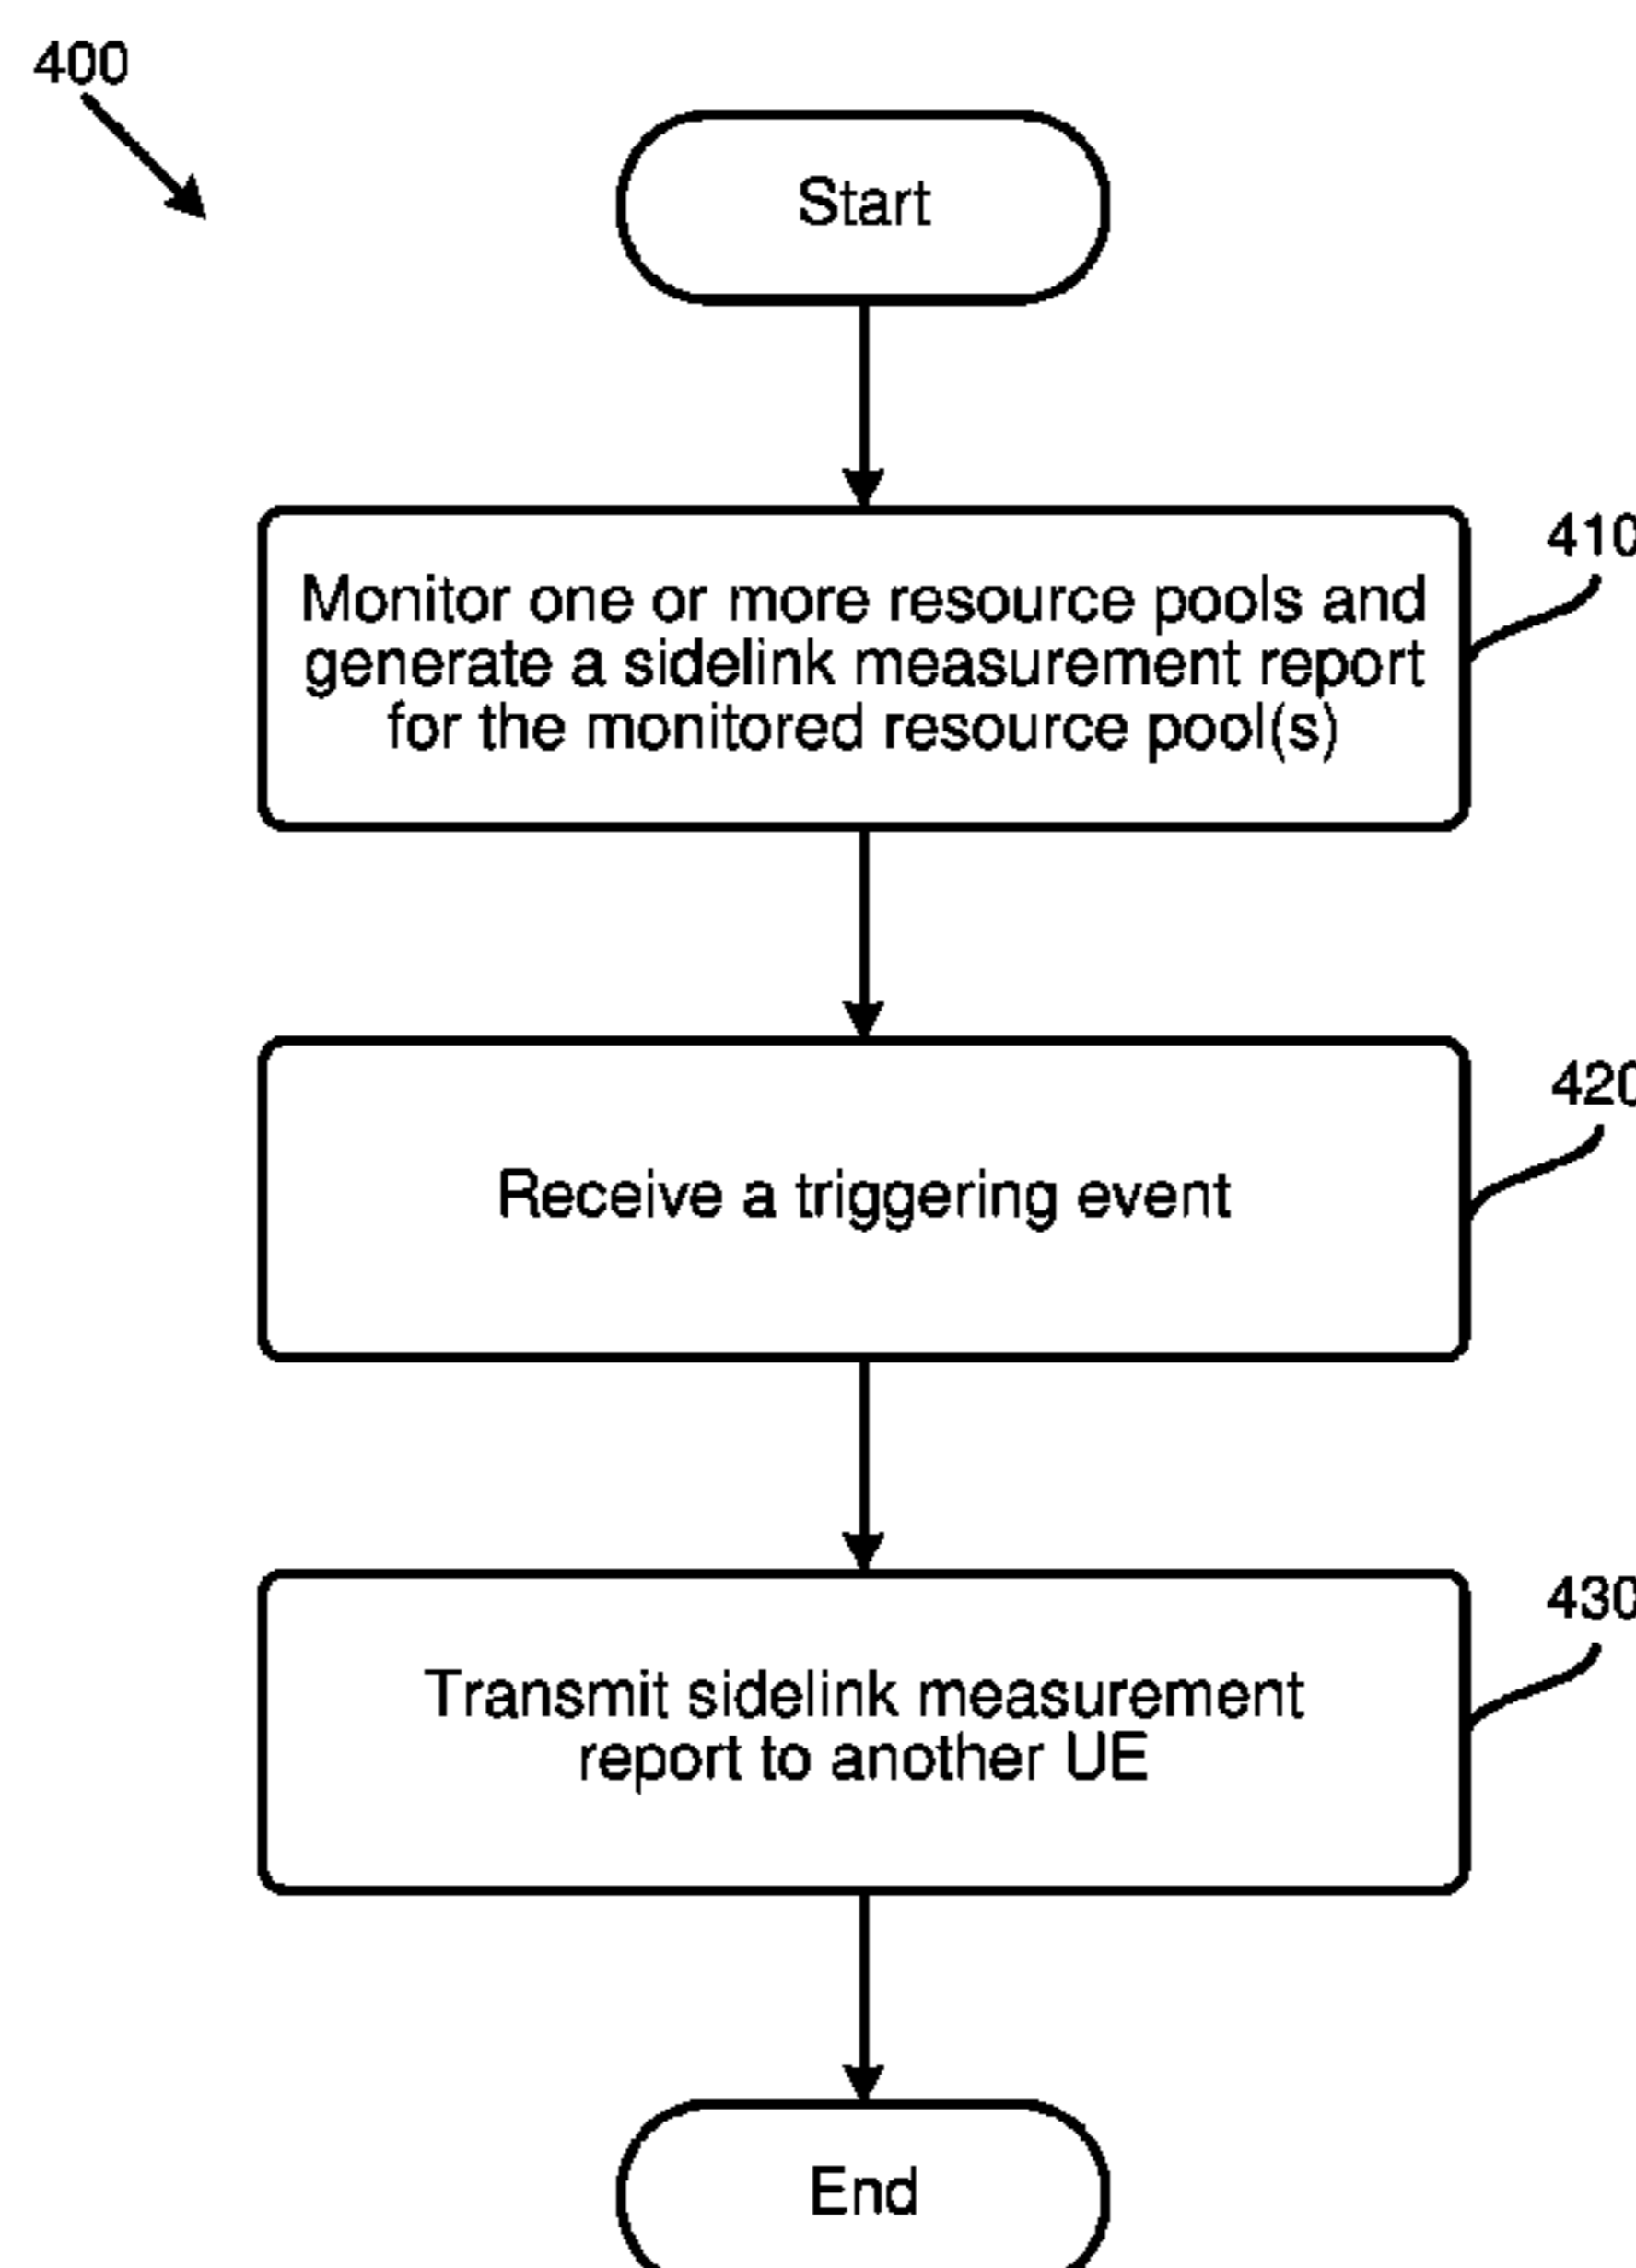 400
Start
Monitor one or more resource pools and
generate a sidelink measurement report
for the monitored resource pool(s)
410
Receive a triggering event
420
Transmit sidelink measurement
report to another UE
430
End